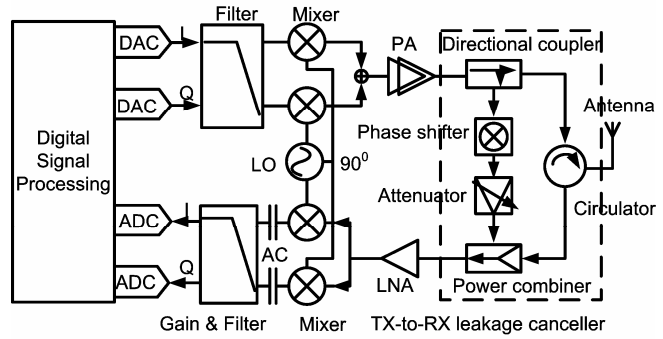 Filter
Mixer
DAC
I
PA
Directional coupler
DAC
Q
Antenna
Phase shifter
Digital
Signal
Processing
LO
90⁰
Attenuator
Circulator
ADC
I
AC
ADC
Q
LNA
Power combiner
Gain & Filter
Mixer
TX-to-RX leakage canceller